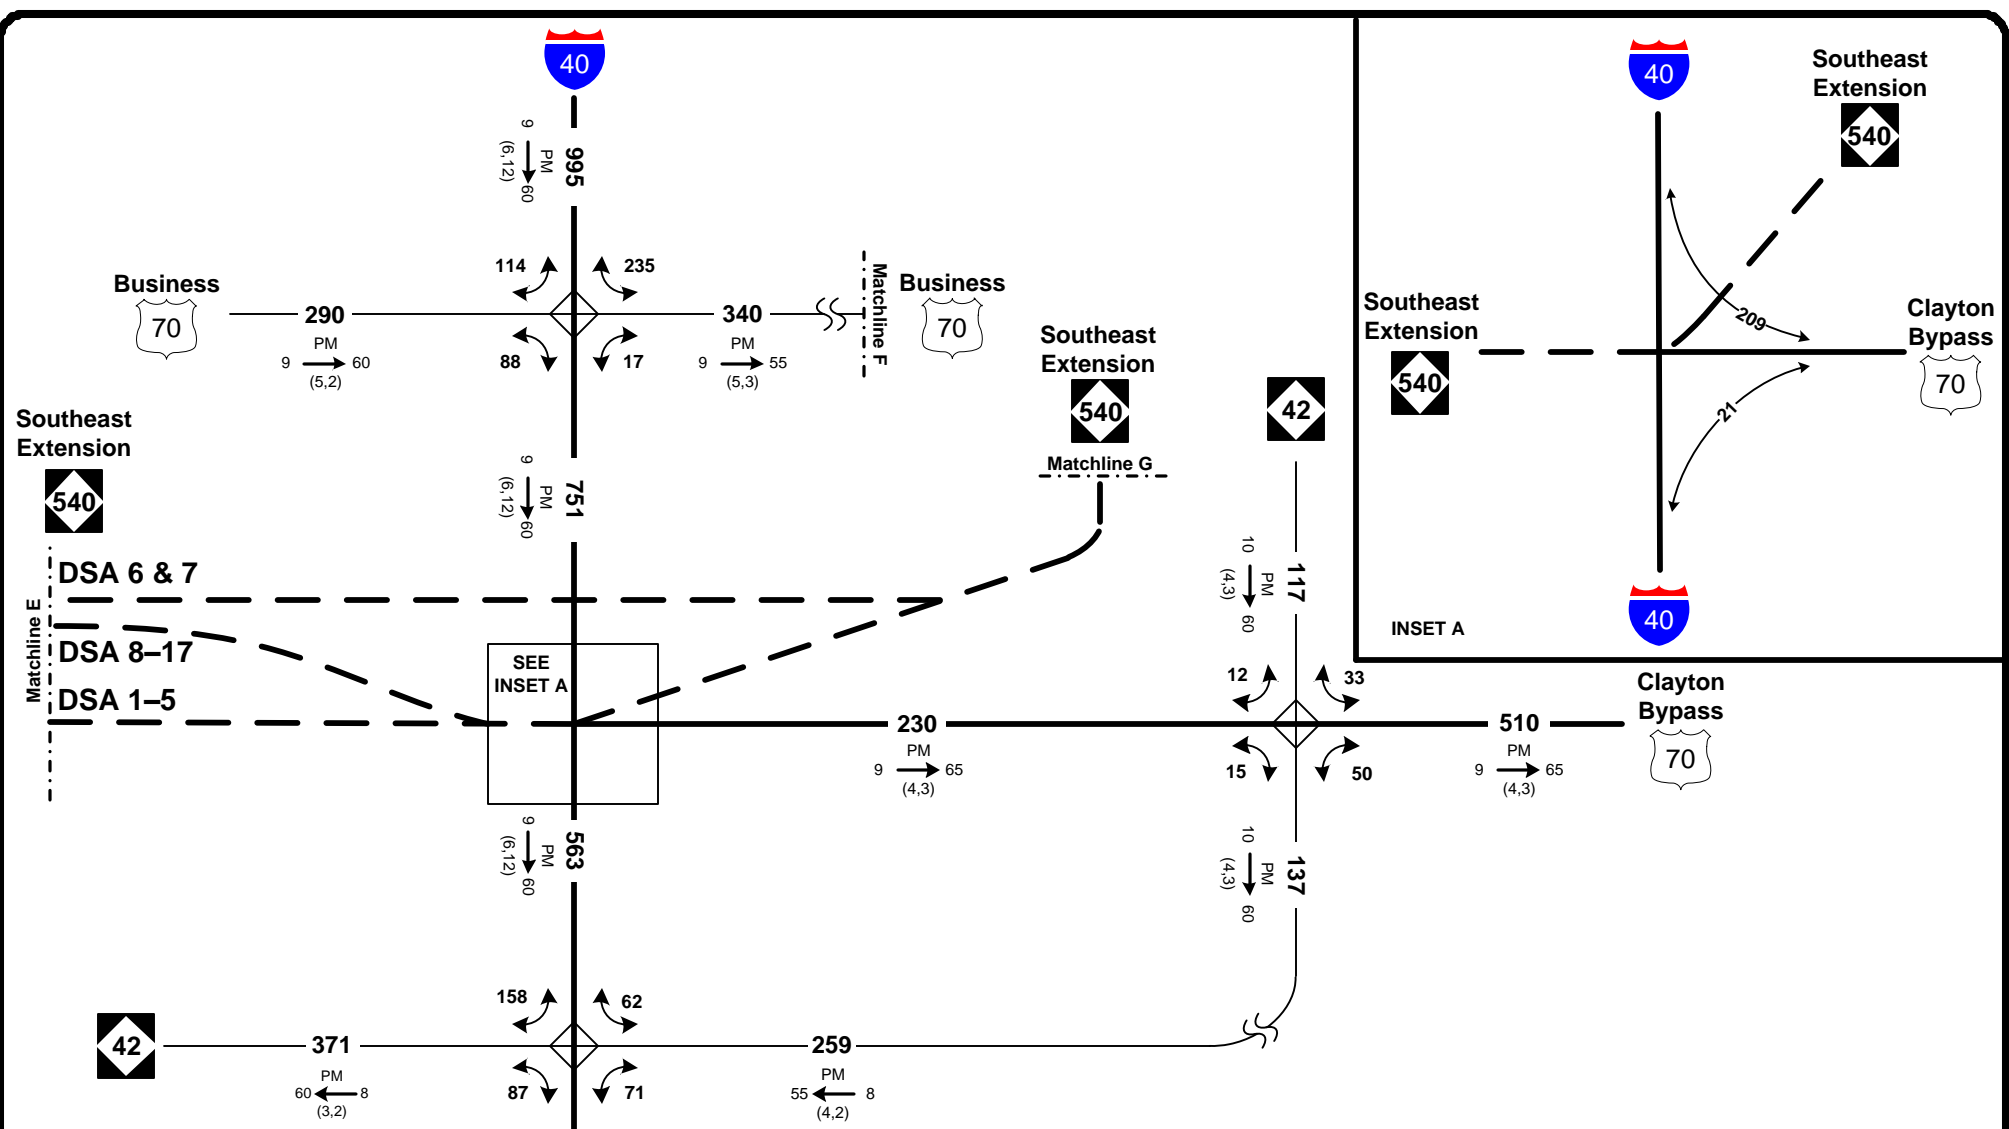 40
9
PM
(6,12)
60
995
114
235
Business
70
290
PM
9
60
(5,2)
88
17
340
PM
9
55
(5,3)
Matchline F
Business
70
Southeast
Extension
540
Matchline G
42
Southeast
Extension
540
9
PM
(6,12)
60
751
Matchline E
DSA 6 & 7
DSA 8–17
DSA 1–5
SEE
INSET A
10
PM
(4,3)
60
117
12
33
15
50
230
PM
9
65
(4,3)
510
PM
9
65
(4,3)
Clayton
Bypass
70
9
PM
(6,12)
60
563
10
PM
(4,3)
60
137
158
62
42
371
PM
60
8
(3,2)
87
71
259
PM
55
8
(4,2)
40
Southeast
Extension
540
Southeast
Extension
540
209
Clayton
Bypass
70
21
40
INSET A